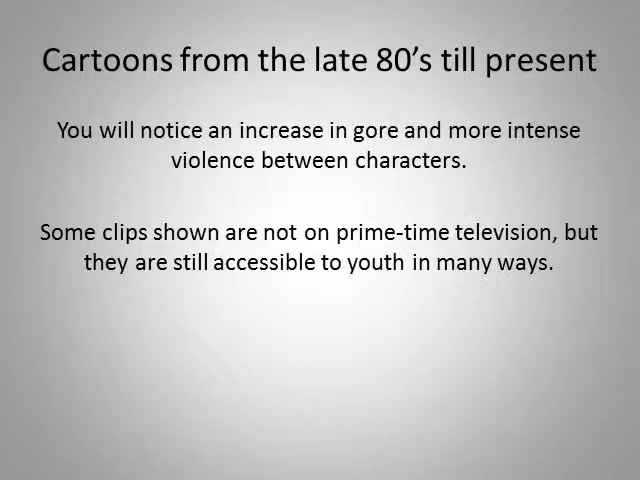 Cartoons from the late 80’s till present
You will notice an increase in gore and more intense
violence between characters.
Some clips shown are not on prime-time television, but
they are still accessible to youth in many ways.